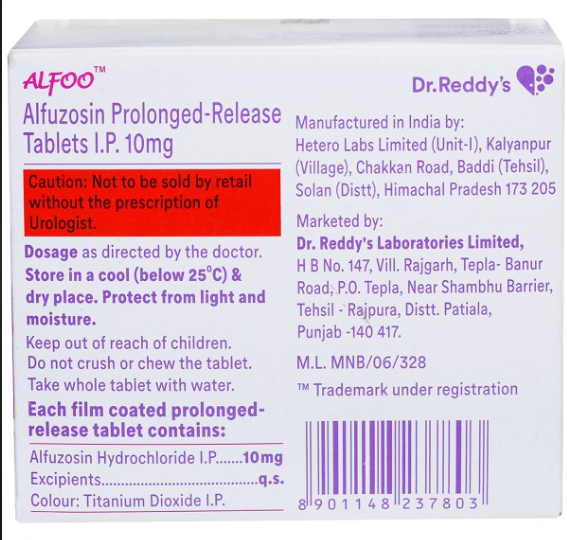 ALFOO™
Alfuzosin Prolonged-Release
Tablets I.P. 10mg
Caution: Not to be sold by retail
without the prescription of
Urologist.
Dosage as directed by the doctor.
Store in a cool (below 25°C) &
dry place. Protect from light and
moisture.
Keep out of reach of children.
Do not crush or chew the tablet.
Take whole tablet with water.
Each film coated prolonged-
release tablet contains:
Alfuzosin Hydrochloride I.P.......10mg
Excipients.......................................q.s.
Colour: Titanium Dioxide I.P.
Dr.Reddy's
Manufactured in India by:
Hetero Labs Limited (Unit-I), Kalyanpur
(Village), Chakkan Road, Baddi (Tehsil),
Solan (Distt), Himachal Pradesh 173 205
Marketed by:
Dr. Reddy's Laboratories Limited,
H B No. 147, Vill. Rajgarh, Tepla- Banur
Road, P.O. Tepla, Near Shambhu Barrier,
Tehsil - Rajpura, Distt. Patiala,
Punjab -140 417.
M.L. MNB/06/328
™ Trademark under registration
8 901148 237803